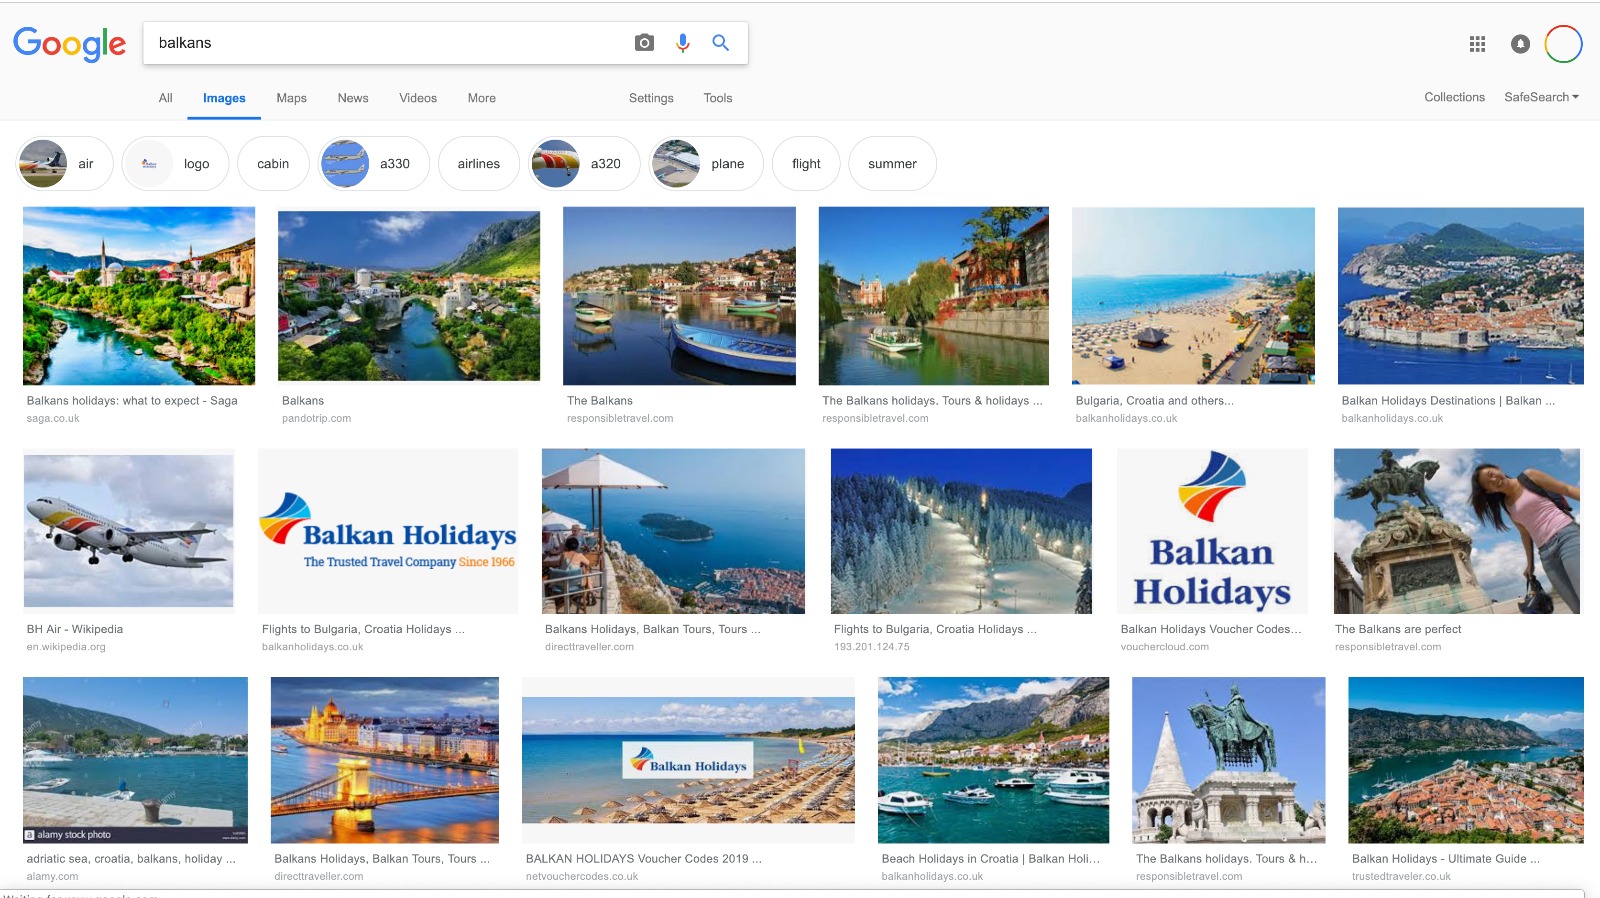 Google
balkans
All
Images
Maps
News
Videos
More
Settings
Tools
Collections
SafeSearch
air
logo
cabin
a330
airlines
a320
plane
flight
summer
Balkans holidays: what to expect - Saga
saga.co.uk
Balkans
pandotrip.com
The Balkans
responsibletravel.com
The Balkans holidays. Tours & holidays ...
responsibletravel.com
Bulgaria, Croatia and others...
balkanholidays.co.uk
Balkan Holidays Destinations | Balkan ...
balkanholidays.co.uk
Balkan Holidays
The Trusted Travel Company Since 1966
Balkan
Holidays
BH Air - Wikipedia
en.wikipedia.org
Flights to Bulgaria, Croatia Holidays ...
balkanholidays.co.uk
Balkans Holidays, Balkan Tours, Tours ...
directtraveller.com
Flights to Bulgaria, Croatia Holidays ...
193.201.124.75
Balkan Holidays Voucher Codes...
vouchercloud.com
The Balkans are perfect
responsibletravel.com
a alamy stock photo
Balkan Holidays
adriatic sea, croatia, balkans, holiday ...
alamy.com
Balkans Holidays, Balkan Tours, Tours ...
directtraveller.com
BALKAN HOLIDAYS Voucher Codes 2019 ...
netvouchercodes.co.uk
Beach Holidays in Croatia | Balkan Holi...
balkanholidays.co.uk
The Balkans holidays. Tours & h...
responsibletravel.com
Balkan Holidays - Ultimate Guide ...
trustedtraveler.co.uk